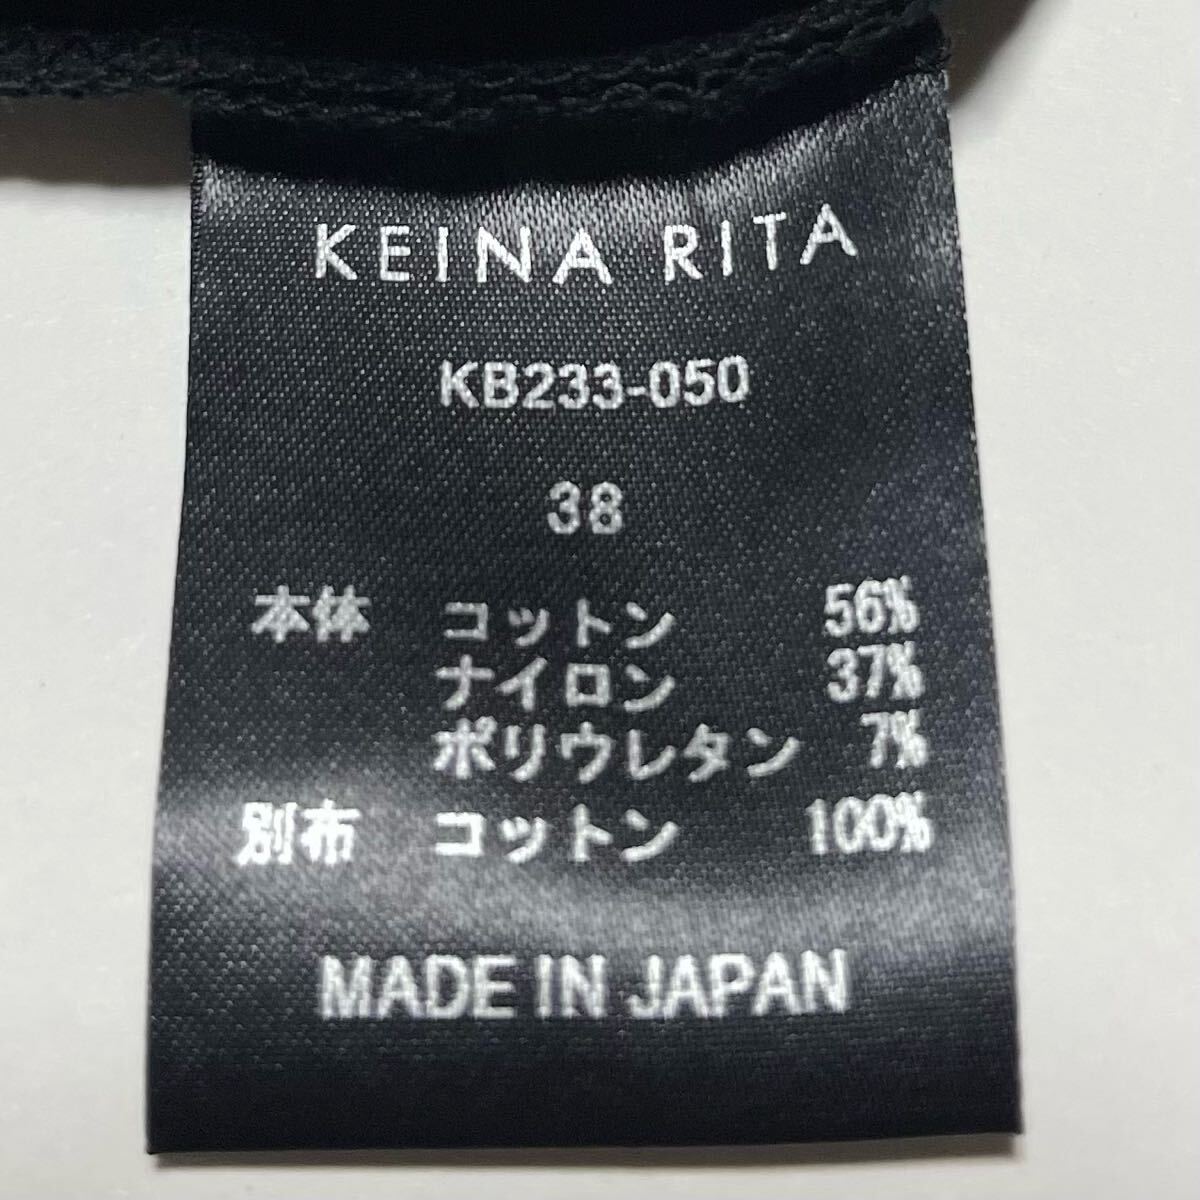 KEINA RITA
KB233-050
38
本体 コットン 56%
ナイロン 37%
ポリウレタン 7%
別布 コットン 100%
MADE IN JAPAN